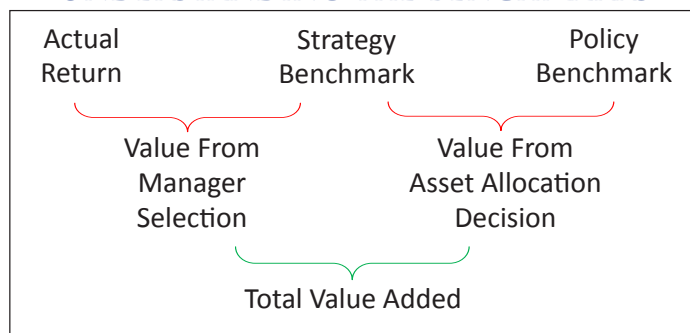 Actual
Return
Strategy
Benchmark
Policy
Benchmark
Value From
Manager
Selection
Value From
Asset Allocation
Decision
Total Value Added